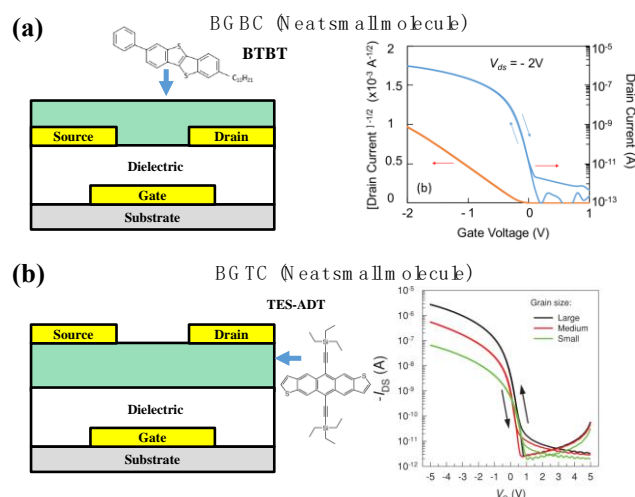 (a)
BGBC (Neat small molecule)
BTBT
C10H21
S
S
Source
Drain
Dielectric
Gate
Substrate
Vds = - 2V
[Drain Current]-1/2 (x10-3 A-1/2)
2
1.5
1
0.5
0
10-5
10-7
10-9
10-11
10-13
Drain Current (A)
(b)
-2
-1
0
1
Gate Voltage (V)
(b)
BGTC (Neat small molecule)
TES-ADT
Si
S
S
Si
Source
Drain
Dielectric
Gate
Substrate
-IDS (A)
10-5
10-6
10-7
10-8
10-9
10-10
10-11
10-12
Grain size:
Large
Medium
Small
-5 -4 -3 -2 -1 0 1 2 3 4 5